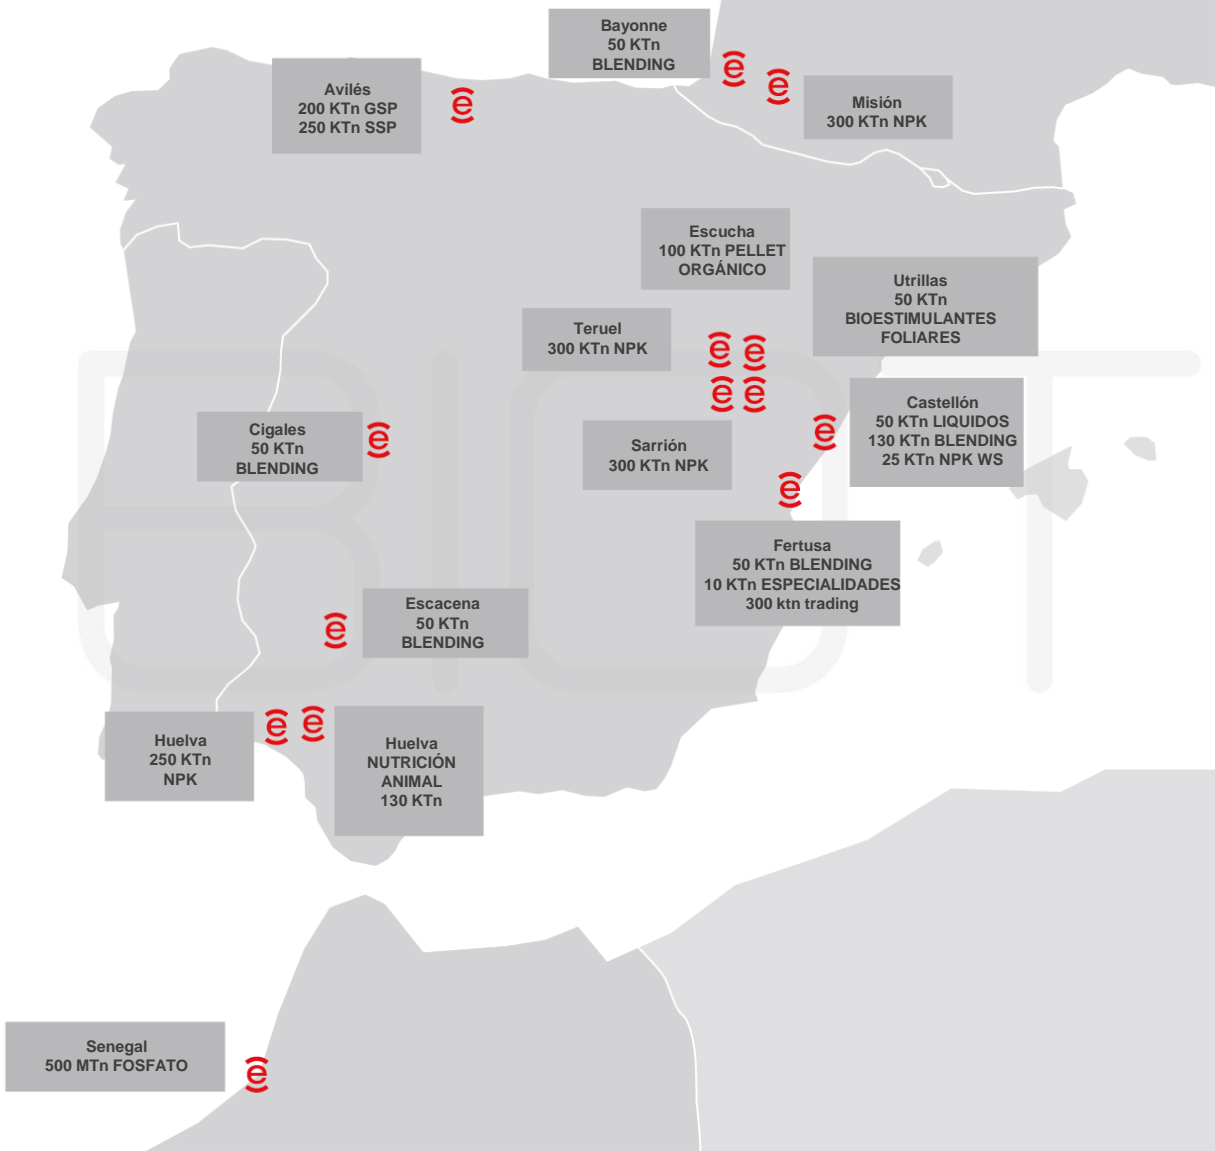 Bayonne
50 KTn
BLENDING
Avilés
200 KTn GSP
250 KTn SSP
Misión
300 KTn NPK
Escucha
100 KTn PELLET
ORGÁNICO
Utrillas
50 KTn
BIOESTIMULANTES
FOLIARES
Teruel
300 KTn NPK
Castellón
50 KTn LIQUIDOS
130 KTn BLENDING
25 KTn NPK WS
Cigales
50 KTn
BLENDING
Sarrión
300 KTn NPK
Fertusa
50 KTn BLENDING
10 KTn ESPECIALIDADES
300 ktn trading
Escacena
50 KTn
BLENDING
Huelva
250 KTn
NPK
Huelva
NUTRICIÓN
ANIMAL
130 KTn
Senegal
500 MTn FOSFATO